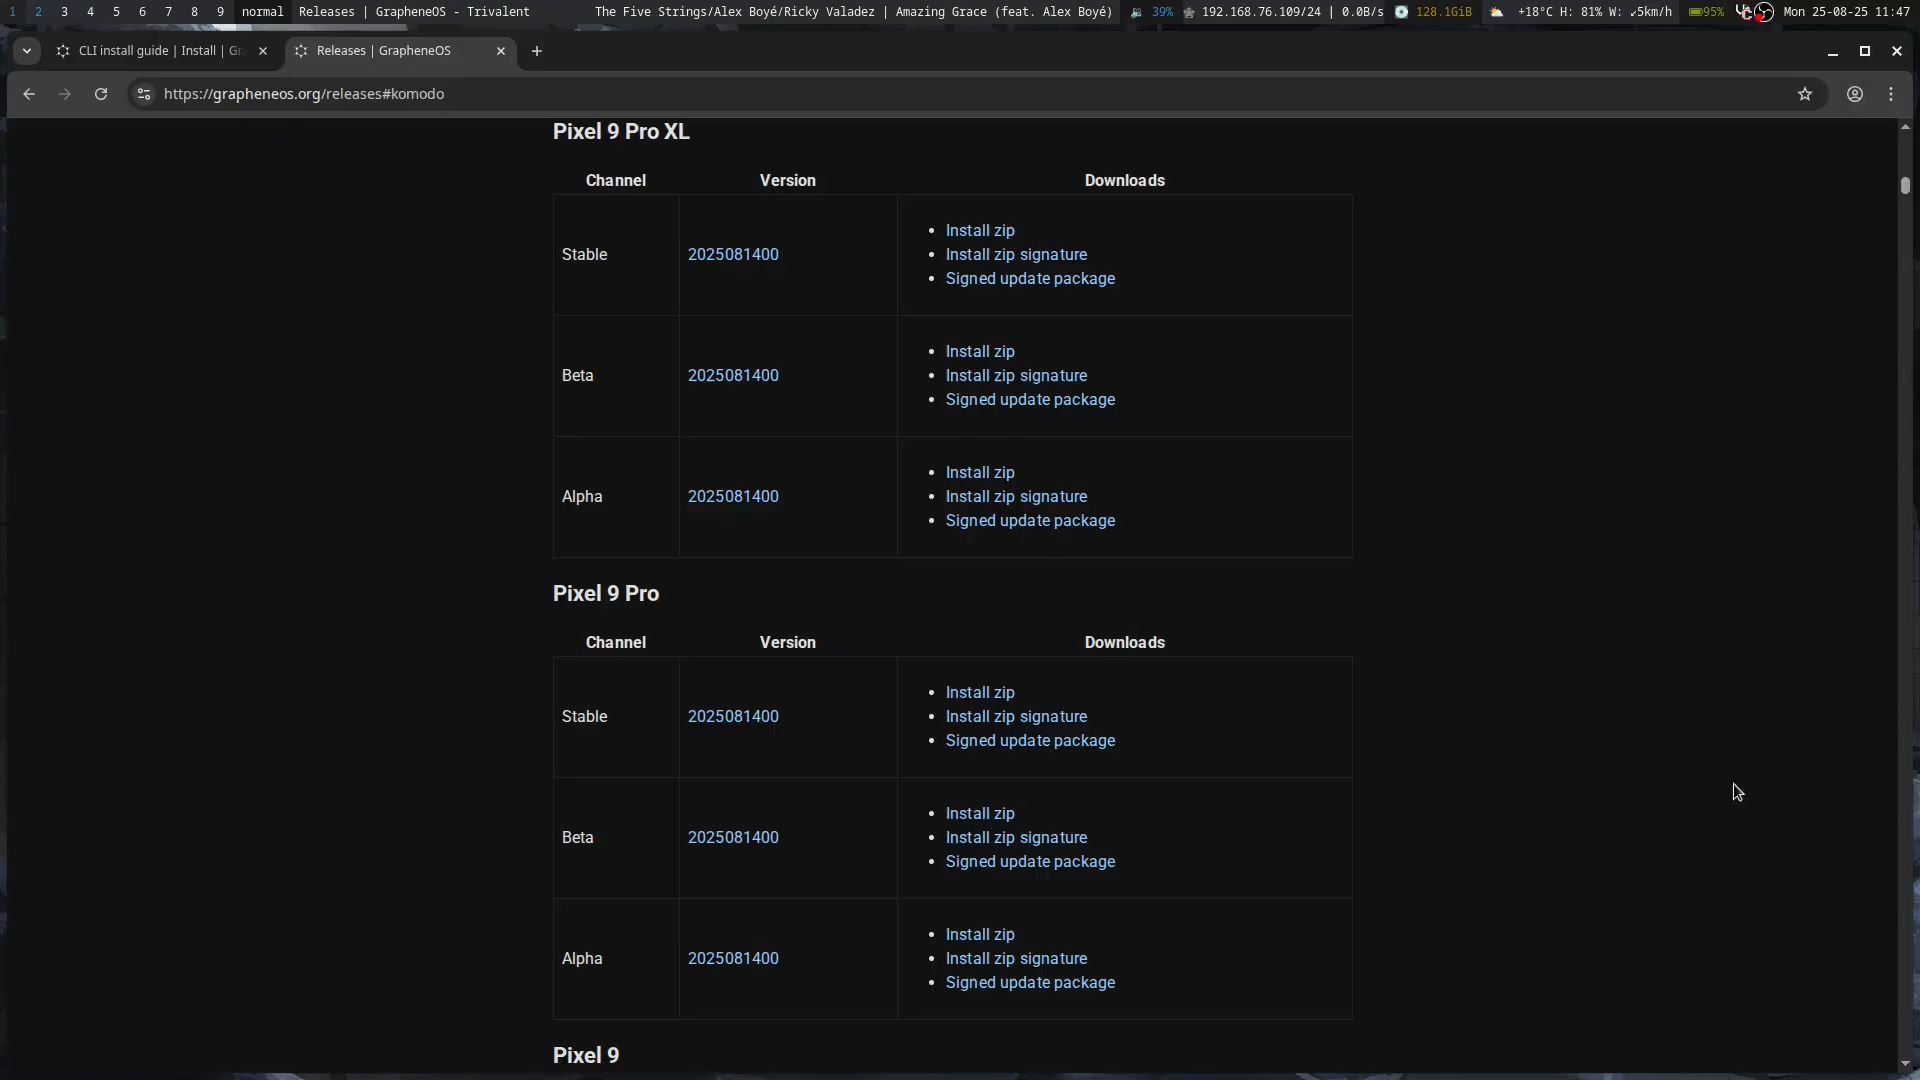 1 2 3 4 5 6 7 8 9 normal Releases | GrapheneOS - Trivalent The Five Strings/Alex Boyé/Ricky Valadez | Amazing Grace (feat. Alex Boyé) 39% 192.168.76.109/24 | 0.0B/s 128.1GiB +18°C H: 81% W: ↙5km/h 95% Mon 25-08-25 11:47
CLI install guide | Install | Gr Releases | GrapheneOS
https://grapheneos.org/releases#komodo
Pixel 9 Pro XL
Channel Version Downloads
Stable 2025081400
• Install zip
• Install zip signature
• Signed update package
Beta 2025081400
• Install zip
• Install zip signature
• Signed update package
Alpha 2025081400
• Install zip
• Install zip signature
• Signed update package
Pixel 9 Pro
Channel Version Downloads
Stable 2025081400
• Install zip
• Install zip signature
• Signed update package
Beta 2025081400
• Install zip
• Install zip signature
• Signed update package
Alpha 2025081400
• Install zip
• Install zip signature
• Signed update package
Pixel 9